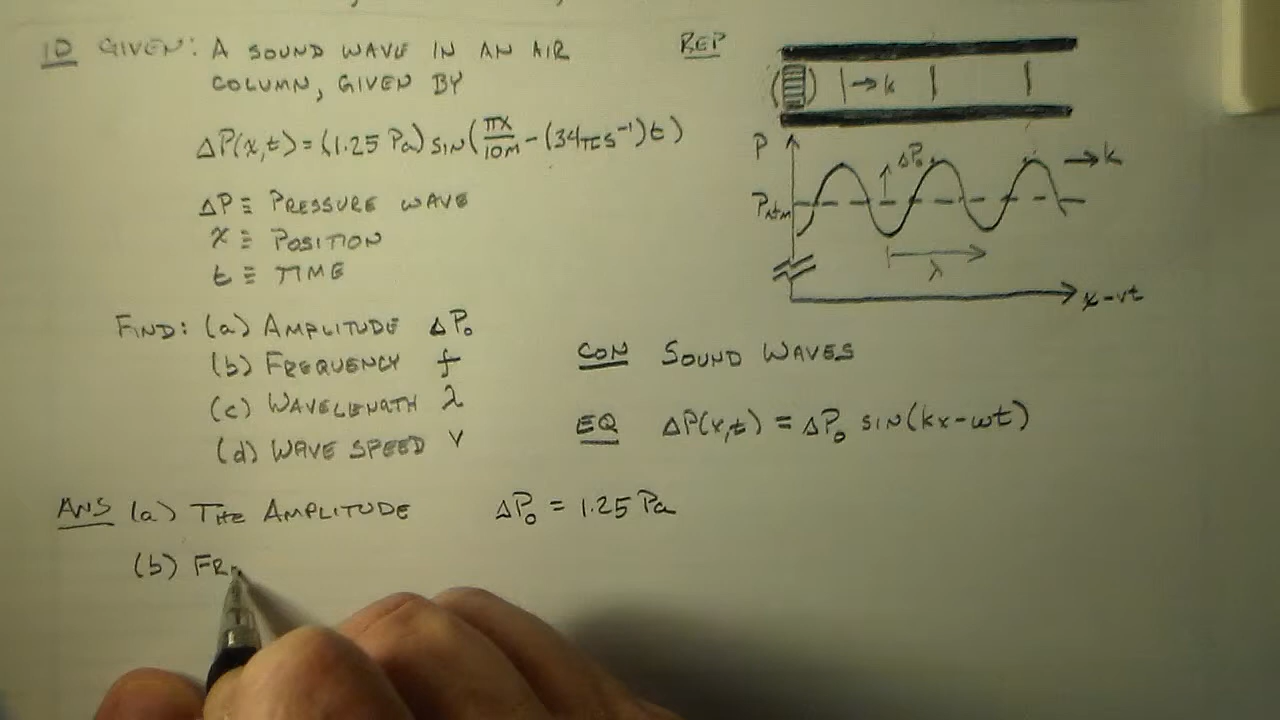 ID GIVEN: A SOUND WAVE IN AN AIR
COLUMN, GIVEN BY
ΔP(x,t) = (1.25 Pa) SIN(πx/10M - (34πs⁻¹)t)
ΔP ≡ PRESSURE WAVE
x ≡ POSITION
t ≡ TIME
FIND: (a) AMPLITUDE ΔP₀
(b) FREQUENCY f
(c) WAVELENGTH λ
(d) WAVE SPEED v
REP
→ k
P
ΔP₀
→ k
Patm
λ
x-vt
CON SOUND WAVES
EQ ΔP(x,t) = ΔP₀ SIN(kx-ωt)
ANS (a) THE AMPLITUDE ΔP₀ = 1.25 Pa
(b) FR